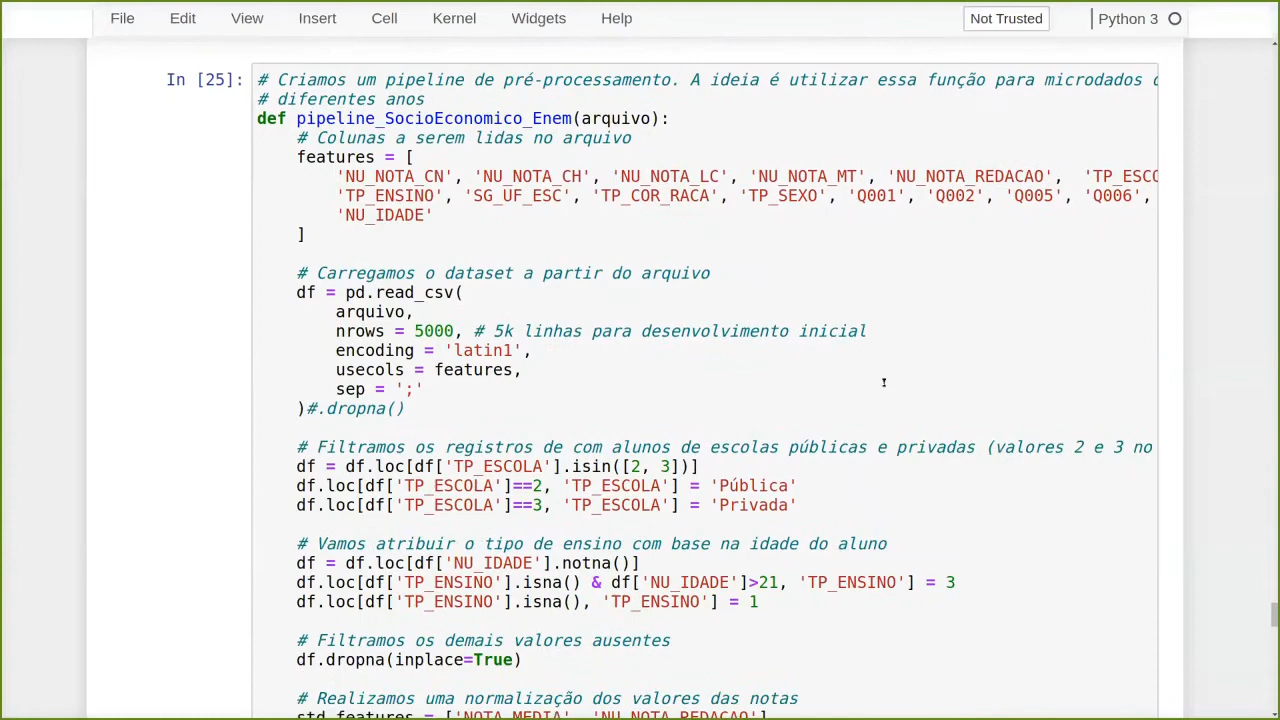 File Edit View Insert Cell Kernel Widgets Help Not Trusted Python 3
In [25]: # Criamos um pipeline de pré-processamento. A ideia é utilizar essa função para microdados
# diferentes anos
def pipeline_SocioEconomico_Enem(arquivo):
# Colunas a serem lidas no arquivo
features = [
'NU_NOTA_CN', 'NU_NOTA_CH', 'NU_NOTA_LC', 'NU_NOTA_MT', 'NU_NOTA_REDACAO', 'TP_ESCO
'TP_ENSINO', 'SG_UF_ESC', 'TP_COR_RACA', 'TP_SEXO', 'Q001', 'Q002', 'Q005', 'Q006',
'NU_IDADE'
]
# Carregamos o dataset a partir do arquivo
df = pd.read_csv(
arquivo,
nrows = 5000, # 5k linhas para desenvolvimento inicial
encoding = 'latin1',
usecols = features,
sep = ';'
)#.dropna()
# Filtramos os registros de com alunos de escolas públicas e privadas (valores 2 e 3 no
df = df.loc[df['TP_ESCOLA'].isin([2, 3])]
df.loc[df['TP_ESCOLA']==2, 'TP_ESCOLA'] = 'Pública'
df.loc[df['TP_ESCOLA']==3, 'TP_ESCOLA'] = 'Privada'
# Vamos atribuir o tipo de ensino com base na idade do aluno
df = df.loc[df['NU_IDADE'].notna()]
df.loc[df['TP_ENSINO'].isna() & df['NU_IDADE']>21, 'TP_ENSINO'] = 3
df.loc[df['TP_ENSINO'].isna(), 'TP_ENSINO'] = 1
# Filtramos os demais valores ausentes
df.dropna(inplace=True)
# Realizamos uma normalização dos valores das notas
std_features = ['NOTA_MEDIA', 'NU_NOTA_REDACAO']